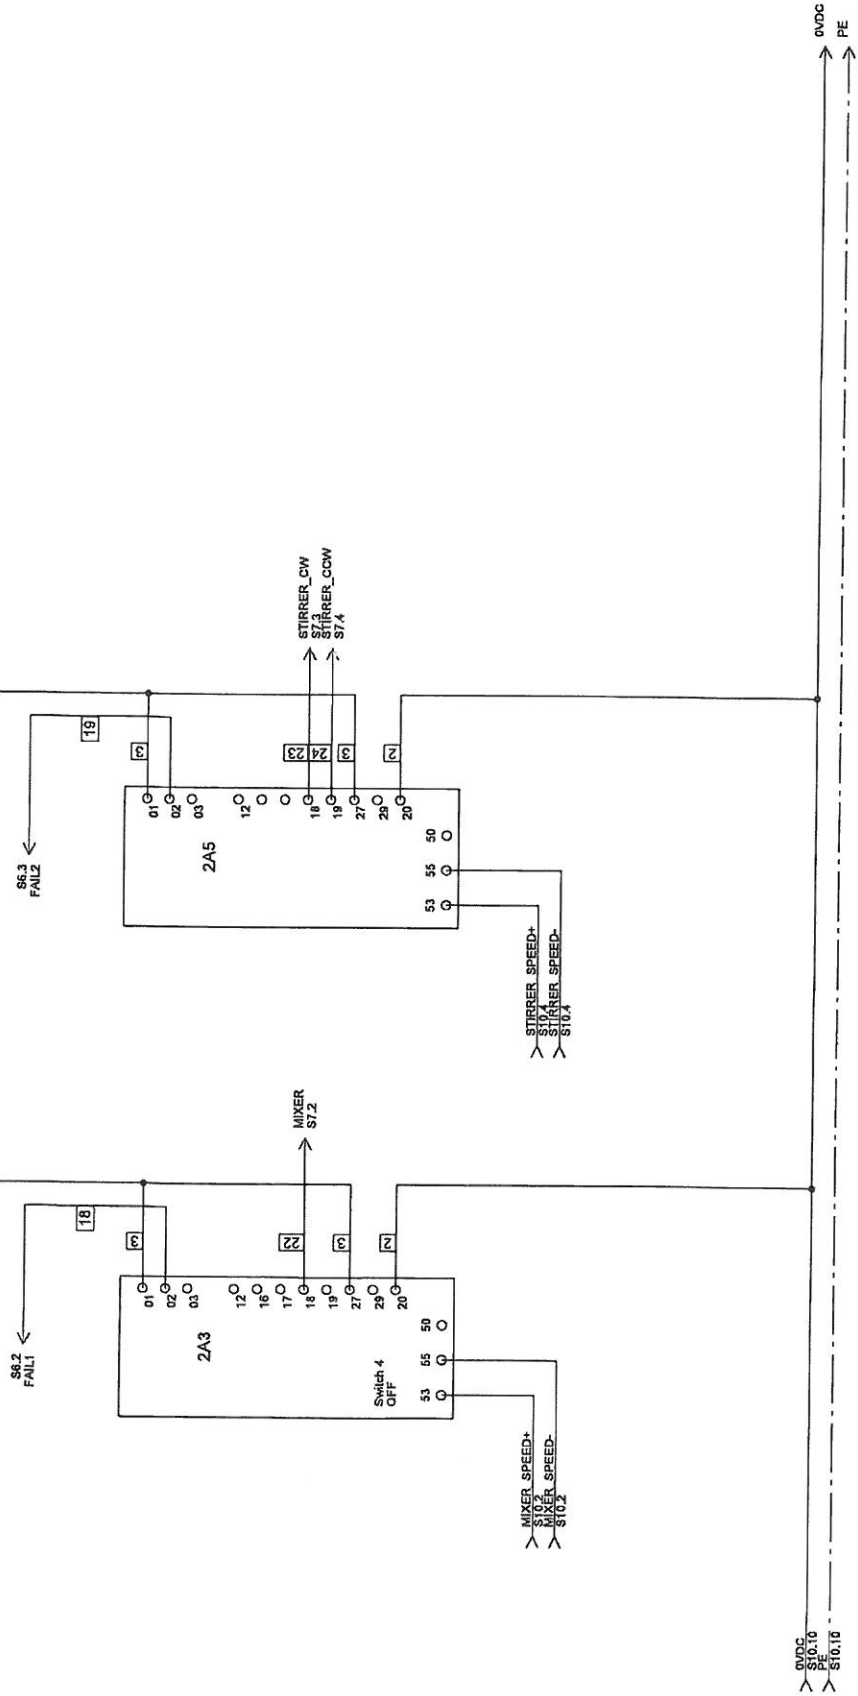 0VDC
PE
S6.3
FAIL2
19
3
01
02
03
12
18
19
27
29
20
23
24
3
2
STIRRER_CW
S7.3
STIRRER_CCW
S7.4
2A5
50
55
53
STIRRER_SPEED+
S10.4
STIRRER_SPEED-
S10.4
S6.2
FAIL1
18
3
01
02
03
12
16
17
18
19
27
29
20
22
3
2
MIXER
S7.2
2A3
Switch 4
OFF
50
55
53
MIXER_SPEED+
S10.2
MIXER_SPEED-
S10.2
0VDC
S10.10
PE
S10.10